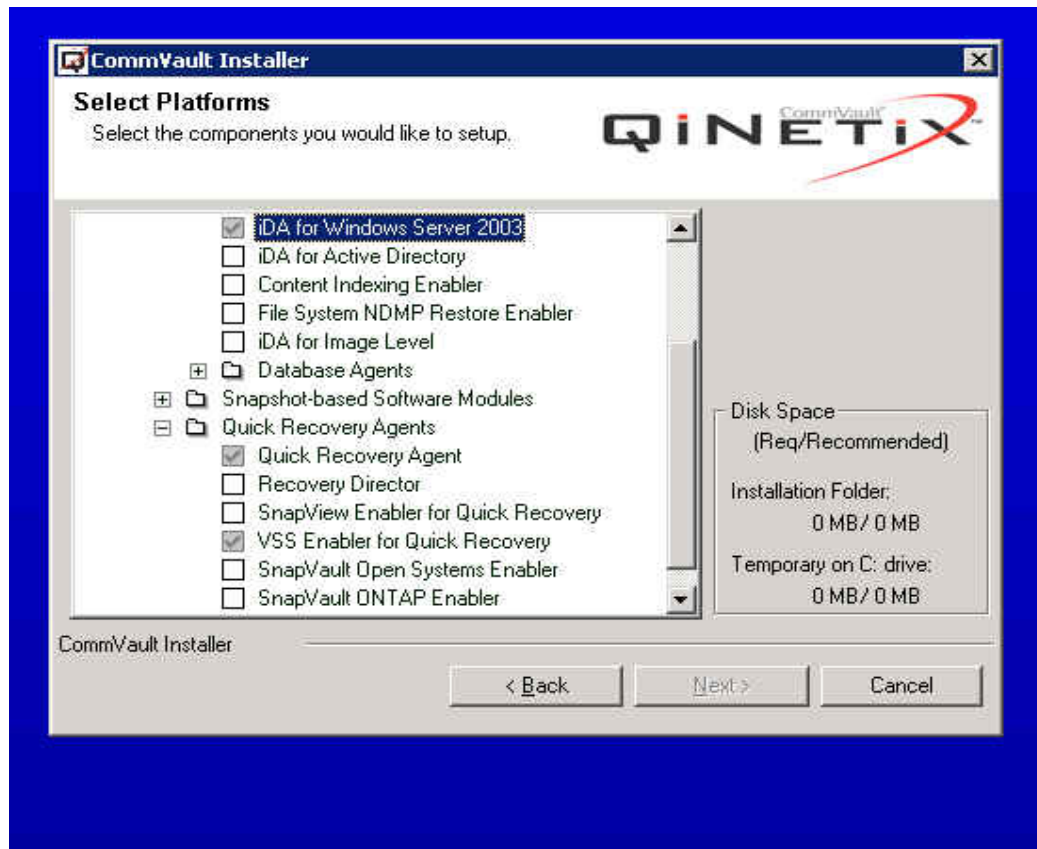 CommVault Installer
Select Platforms
Select the components you would like to setup.
CommVault
QiNETiX™
iDA for Windows Server 2003
iDA for Active Directory
Content Indexing Enabler
File System NDMP Restore Enabler
iDA for Image Level
Database Agents
Snapshot-based Software Modules
Quick Recovery Agents
Quick Recovery Agent
Recovery Director
SnapView Enabler for Quick Recovery
VSS Enabler for Quick Recovery
SnapVault Open Systems Enabler
SnapVault ONTAP Enabler
Disk Space
(Req/Recommended)
Installation Folder:
0 MB/ 0 MB
Temporary on C: drive:
0 MB/ 0 MB
CommVault Installer
< Back
Next >
Cancel